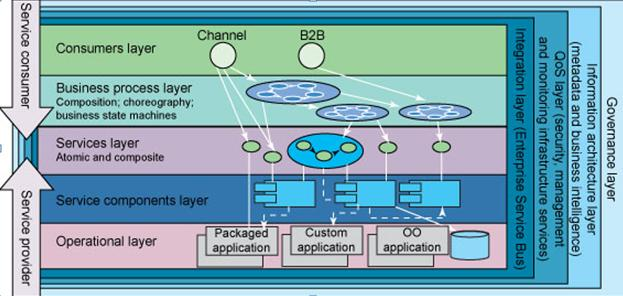 Service consumer
Service provider
Channel
B2B
Consumers layer
Business process layer
Composition; choreography;
business state machines
Services layer
Atomic and composite
Service components layer
Operational layer
Packaged
application
Custom
application
OO
application
Integration layer (Enterprise Service Bus)
QoS layer (security, management
and monitoring infrastructure services)
Information architecture layer
(metadata and business intelligence)
Governance layer